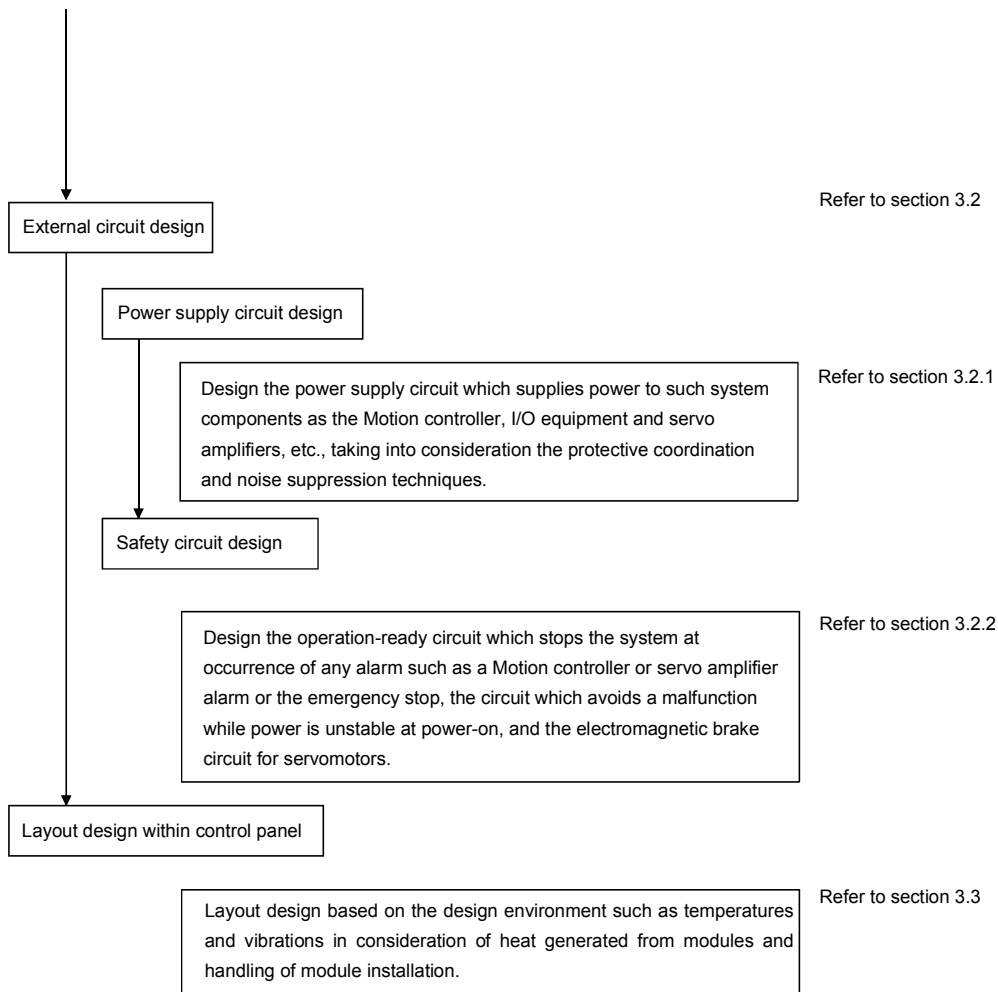 Refer to section 3.2
External circuit design
Power supply circuit design
Refer to section 3.2.1
Design the power supply circuit which supplies power to such system
components as the Motion controller, I/O equipment and servo
amplifiers, etc., taking into consideration the protective coordination
and noise suppression techniques.
Safety circuit design
Refer to section 3.2.2
Design the operation-ready circuit which stops the system at
occurrence of any alarm such as a Motion controller or servo amplifier
alarm or the emergency stop, the circuit which avoids a malfunction
while power is unstable at power-on, and the electromagnetic brake
circuit for servomotors.
Layout design within control panel
Refer to section 3.3
Layout design based on the design environment such as temperatures
and vibrations in consideration of heat generated from modules and
handling of module installation.